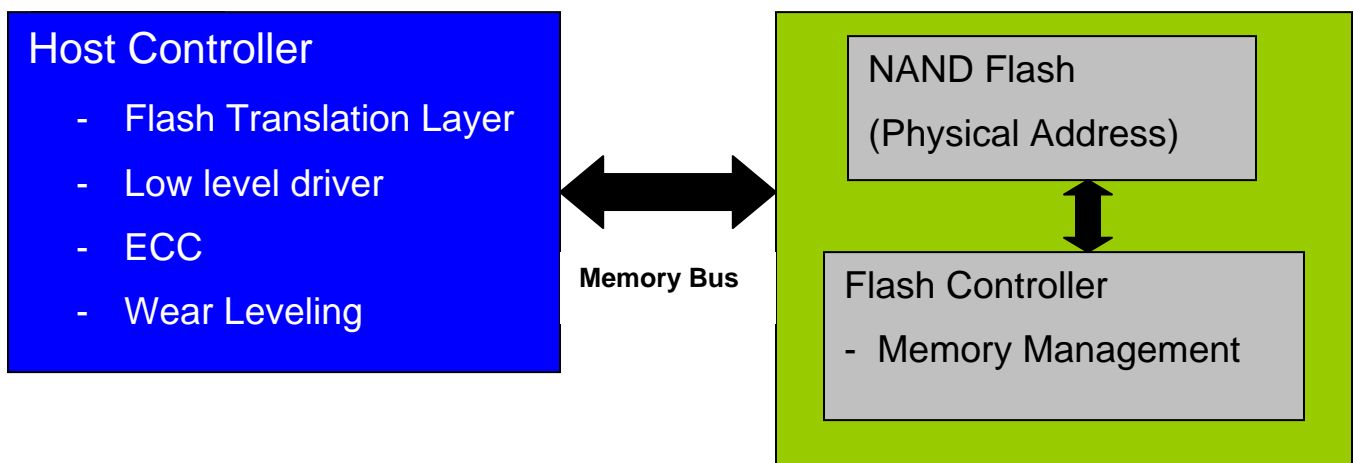 Host Controller
- Flash Translation Layer
- Low level driver
- ECC
- Wear Leveling
Memory Bus
NAND Flash
(Physical Address)
Flash Controller
- Memory Management